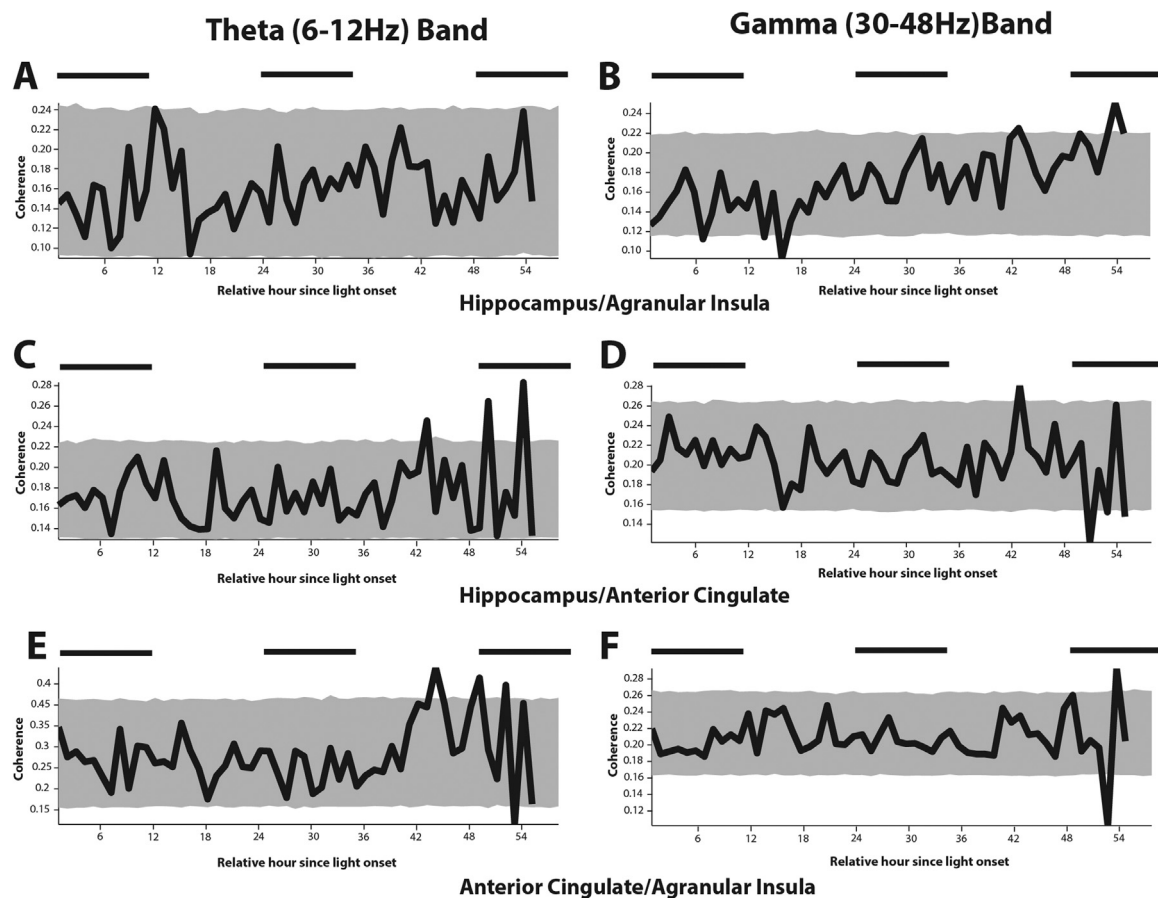 Theta (6-12Hz) Band
Gamma (30-48Hz)Band
A
Coherence
0.24
0.22
0.20
0.18
0.16
0.14
0.12
0.10
6 12 18 24 30 36 42 48 54
Relative hour since light onset
B
Coherence
0.24
0.22
0.20
0.18
0.16
0.14
0.12
0.10
6 12 18 24 30 36 42 48 54
Relative hour since light onset
Hippocampus/Agranular Insula
C
Coherence
0.28
0.26
0.22
0.20
0.18
0.16
0.14
6 12 18 24 30 36 42 48 54
Relative hour since light onset
D
Coherence
0.28
0.26
0.22
0.20
0.18
0.16
0.14
6 12 18 24 30 36 42 48 54
Relative hour since light onset
Hippocampus/Anterior Cingulate
E
Coherence
0.4
0.45
0.3
0.25
0.2
0.15
6 12 18 24 30 36 42 48 54
Relative hour since light onset
F
Coherence
0.28
0.26
0.24
0.22
0.20
0.18
0.16
0.14
0.12
6 12 18 24 30 36 42 48 54
Relative hour since light onset
Anterior Cingulate/Agranular Insula